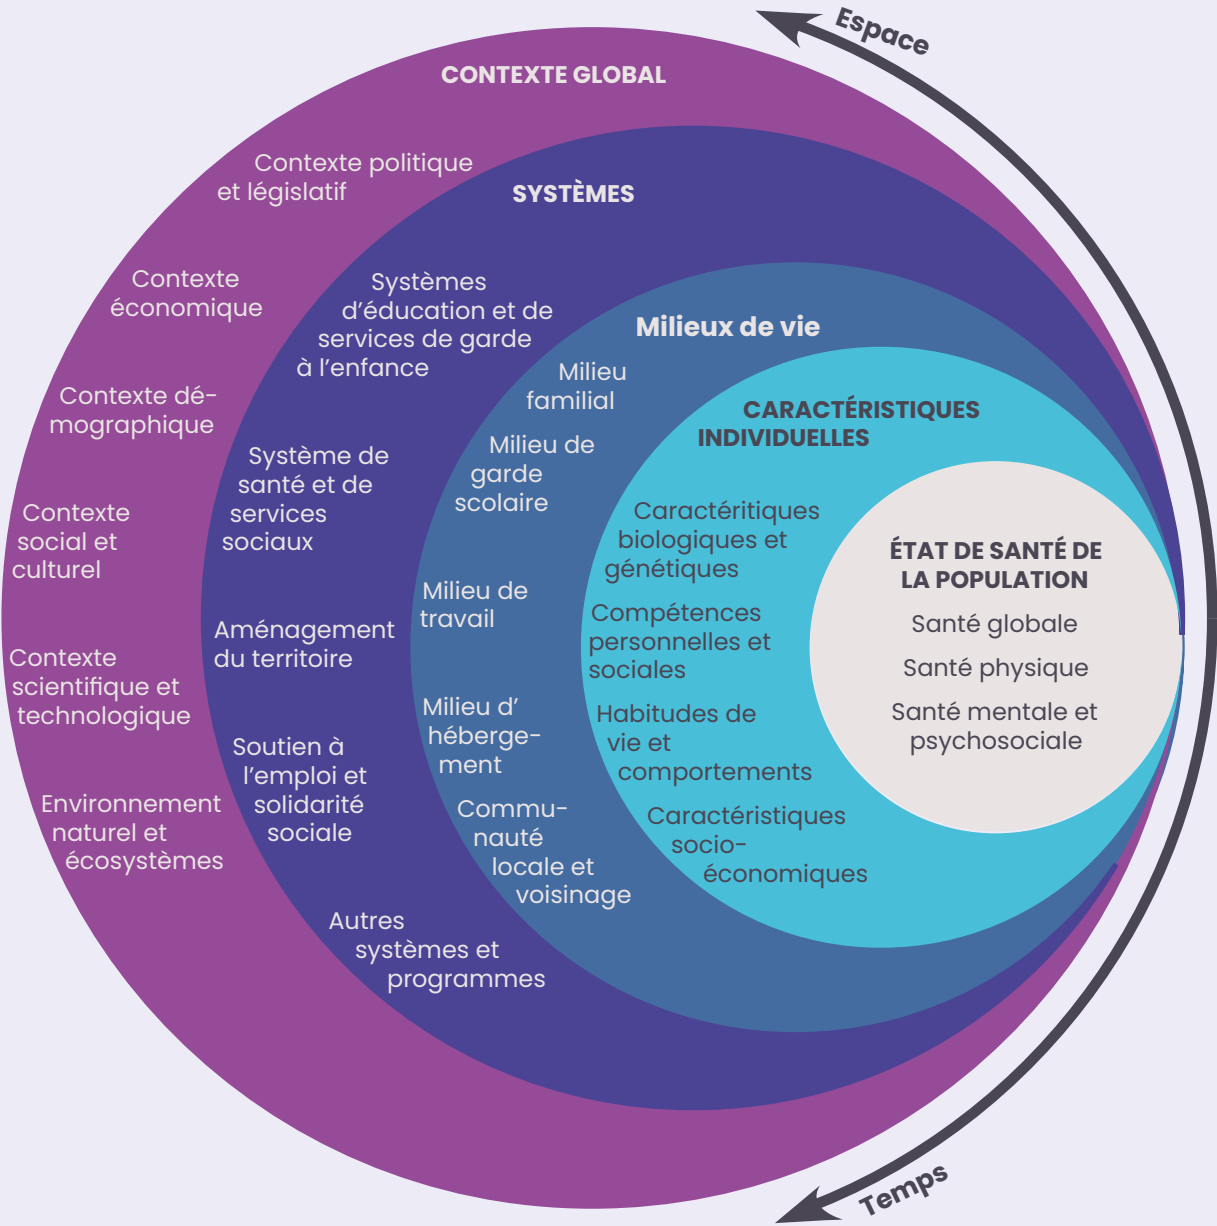 Espace
CONTEXTE GLOBAL
Contexte politique
et législatif
Contexte
économique
Contexte dé-
mographique
Contexte
social et
culturel
Contexte
scientifique et
technologique
Environnement
naturel et
écosystèmes
SYSTÈMES
Systèmes
d'éducation et de
services de garde
à l'enfance
Système de
santé et de
services
sociaux
Aménagement
du territoire
Soutien à
l'emploi et
solidarité
sociale
Autres
systèmes et
programmes
Milieux de vie
Milieu
familial
Milieu de
garde
scolaire
Milieu de
travail
Milieu d'
héberge-
ment
Commu-
nauté
locale et
voisinage
CARACTÉRISTIQUES
INDIVIDUELLES
Caractéritiques
biologiques et
génétiques
Compétences
personnelles et
sociales
Habitudes de
vie et
comportements
Caractéristiques
socio-
économiques
ÉTAT DE SANTÉ DE
LA POPULATION
Santé globale
Santé physique
Santé mentale et
psychosociale
Temps